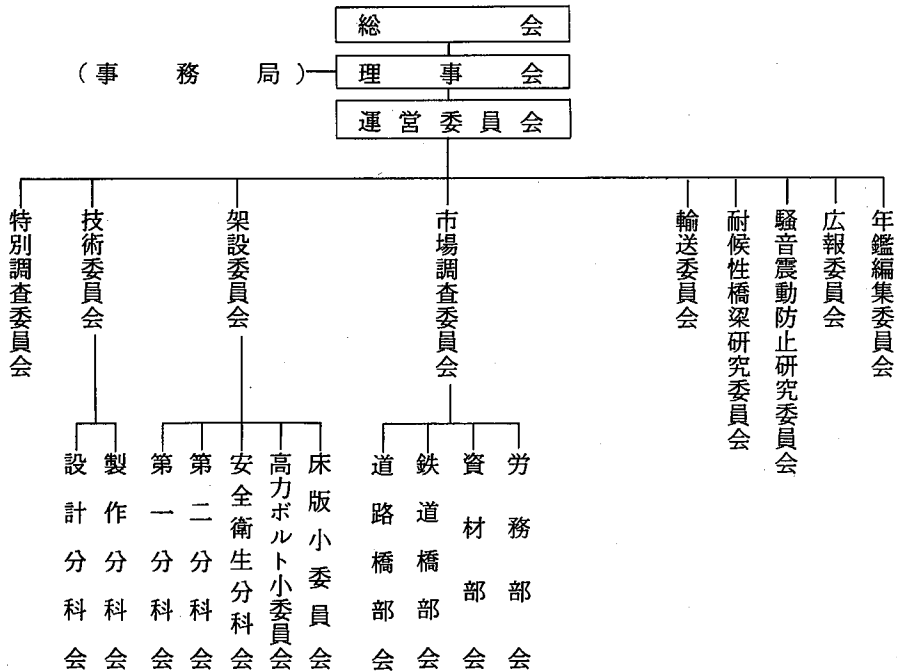 総会
(事務局)
理事会
運営委員会
特別調査委員会
技術委員会
架設委員会
市場調査委員会
輸送委員会
耐候性橋梁研究委員会
騒音震動防止研究委員会
広報委員会
年鑑編集委員会
設計分科会
製作分科会
第一分科会
第二分科会
安全衛生分科会
高力ボルト小委員会
床版小委員会
道路橋部会
鉄道橋部会
資材部会
労務部会